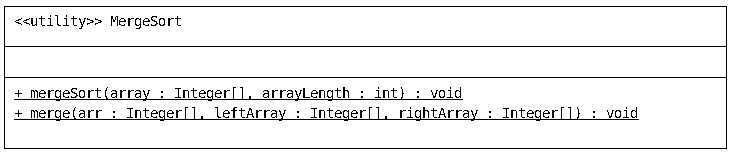 <<utility>> MergeSort
+ mergeSort(array : Integer[], arrayLength : int) : void
+ merge(arr : Integer[], leftArray : Integer[], rightArray : Integer[]) : void